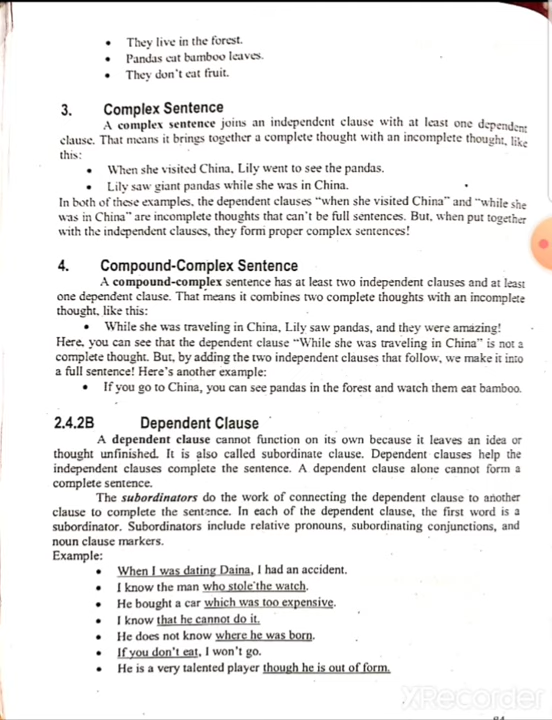 • They live in the forest.
• Pandas eat bamboo leaves.
• They don't eat fruit.
3. Complex Sentence
A complex sentence joins an independent clause with at least one dependent
clause. That means it brings together a complete thought with an incomplete thought, like
this:
• When she visited China, Lily went to see the pandas.
• Lily saw giant pandas while she was in China.
In both of these examples, the dependent clauses "when she visited China" and "while she
was in China" are incomplete thoughts that can't be full sentences. But, when put together
with the independent clauses, they form proper complex sentences!
4. Compound-Complex Sentence
A compound-complex sentence has at least two independent clauses and at least
one dependent clause. That means it combines two complete thoughts with an incomplete
thought, like this:
• While she was traveling in China, Lily saw pandas, and they were amazing!
Here, you can see that the dependent clause "While she was traveling in China" is not a
complete thought. But, by adding the two independent clauses that follow, we make it into
a full sentence! Here's another example:
• If you go to China, you can see pandas in the forest and watch them eat bamboo.
2.4.2B Dependent Clause
A dependent clause cannot function on its own because it leaves an idea or
thought unfinished. It is also called subordinate clause. Dependent clauses help the
independent clauses complete the sentence. A dependent clause alone cannot form a
complete sentence.
The subordinators do the work of connecting the dependent clause to another
clause to complete the sentence. In each of the dependent clause, the first word is a
subordinator. Subordinators include relative pronouns, subordinating conjunctions, and
noun clause markers.
Example:
• When I was dating Daina, I had an accident.
• I know the man who stole the watch.
• He bought a car which was too expensive.
• I know that he cannot do it.
• He does not know where he was born.
• If you don't eat, I won't go.
• He is a very talented player though he is out of form.
XRecorder